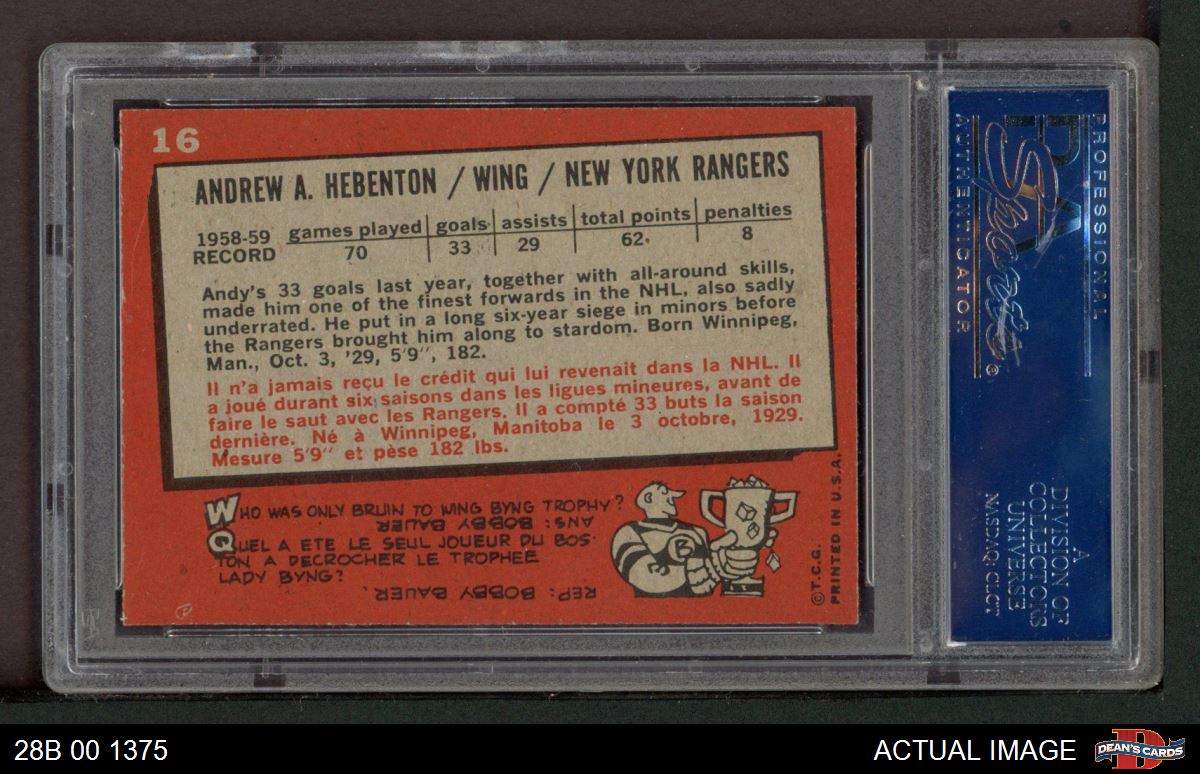 16
ANDREW A. HEBENTON / WING / NEW YORK RANGERS
1958-59 RECORD games played goals assists total points penalties
70 33 29 62 8
Andy's 33 goals last year, together with all-around skills,
made him one of the finest forwards in the NHL, also sadly
underrated. He put in a long six-year siege in minors before
the Rangers brought him along to stardom. Born Winnipeg,
Man., Oct. 3, '29, 5'9", 182.
Il n'a jamais reçu le crédit qui lui revenait dans la NHL. Il
a joué durant six saisons dans les ligues mineures, avant de
faire le saut avec les Rangers. Il a compté 33 buts la saison
dernière. Né à Winnipeg, Manitoba le 3 octobre, 1929.
Mesure 5'9" et pèse 182 lbs.
WHO WAS ONLY BRUIN TO WING BYNG TROPHY?
ANS: BOBBY BAUER
QUEL A ETE LE SEUL JOUEUR DU BOS-
TON A DECROCHER LE TROPHEE
LADY BYNG?
REP: BOBBY BAUER
B
©T.C.G.
PRINTED IN U.S.A.
PROFESSIONAL
PSA
Sports
AUTHENTICATOR
®
A
DIVISION OF
COLLECTORS
UNIVERSE
NASDAQ: CLCT
28B 00 1375
ACTUAL IMAGE
DEAN'S CARDS